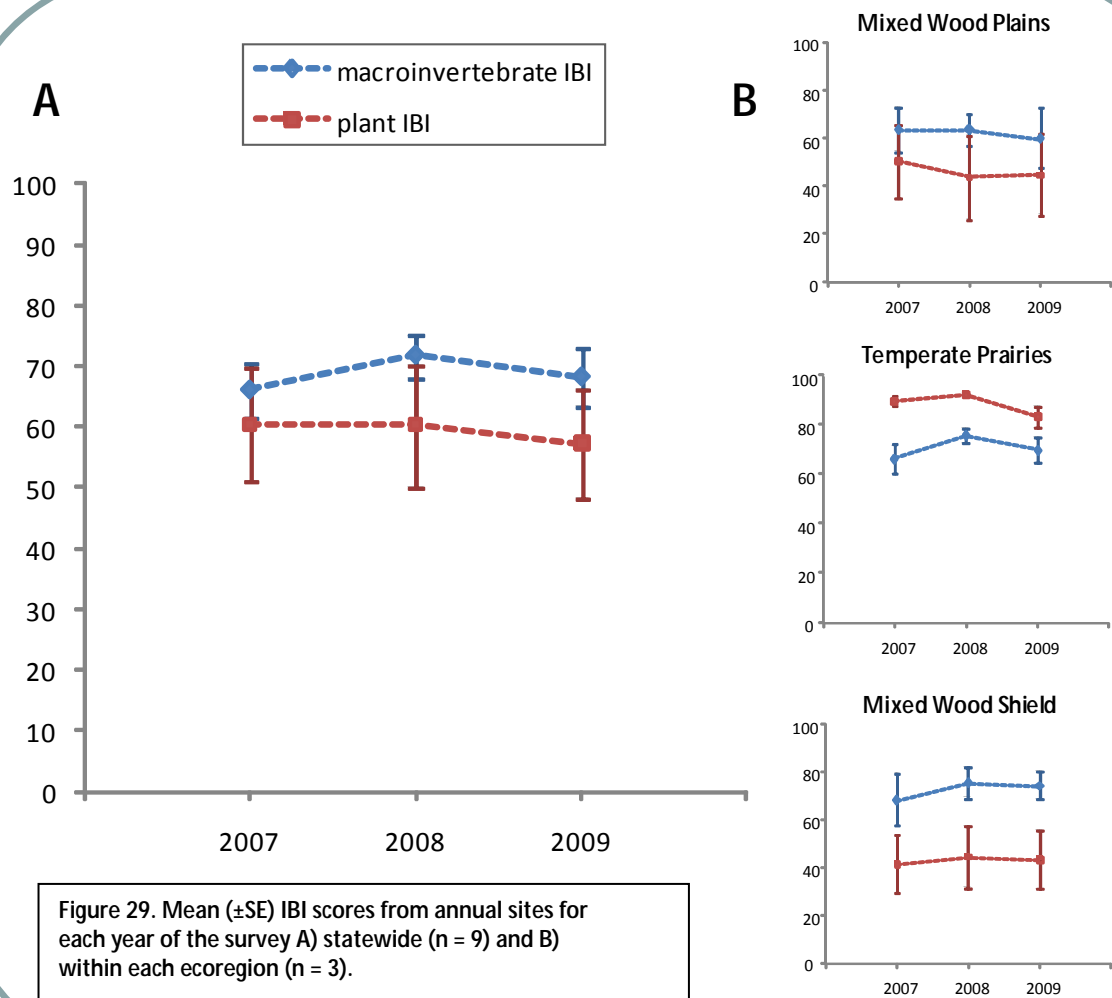 A
macroinvertebrate IBI
plant IBI
100
90
80
70
60
50
40
30
20
10
0
2007 2008 2009
Figure 29. Mean (±SE) IBI scores from annual sites for
each year of the survey A) statewide (n = 9) and B)
within each ecoregion (n = 3).
B
Mixed Wood Plains
100
80
60
40
20
0
2007 2008 2009
Temperate Prairies
100
80
60
40
20
0
2007 2008 2009
Mixed Wood Shield
100
80
60
40
20
0
2007 2008 2009